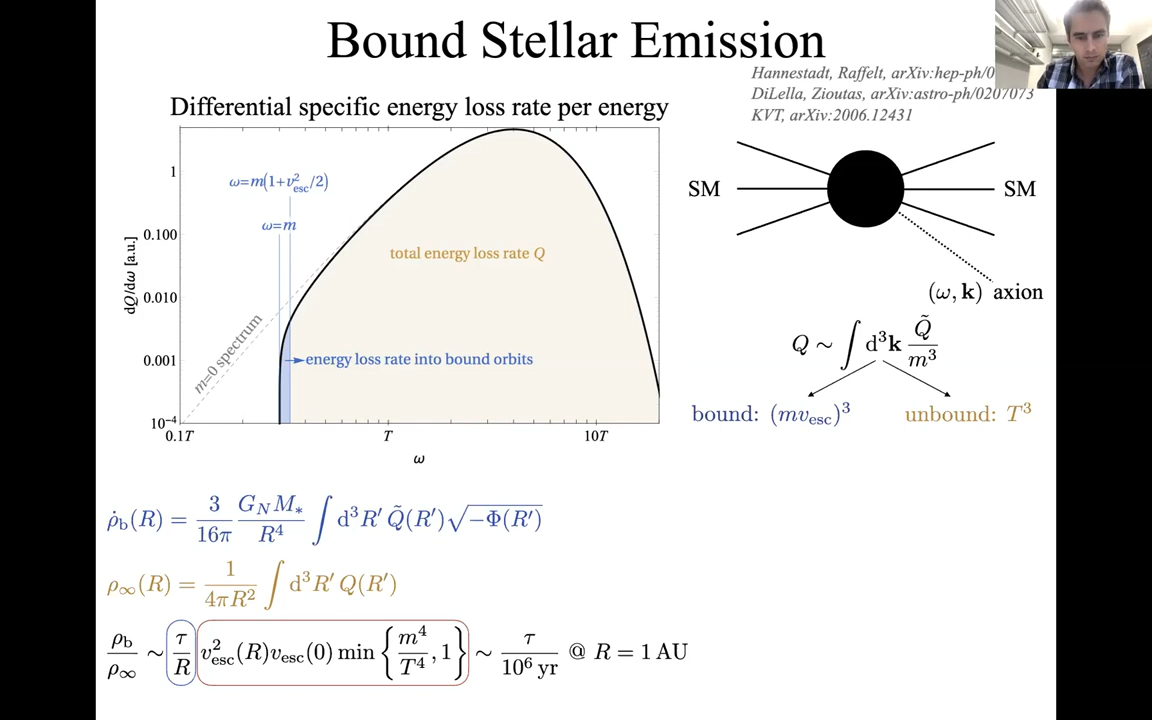 Bound Stellar Emission
Hannestadt, Raffelt, arXiv:hep-ph/0
DiLella, Zioutas, arXiv:astro-ph/0207073
KVT, arXiv:2006.12431
Differential specific energy loss rate per energy
dQ/dω [a.u.]
1
0.100
0.010
0.001
10⁻⁴
ω=m(1+v²_esc/2)
ω=m
total energy loss rate Q
m=0 spectrum
energy loss rate into bound orbits
0.1T T 10T
ω
SM SM
(ω, k) axion
Q ~ ∫ d³k Q̃/m³
bound: (mv_esc)³ unbound: T³
ρ̇_b(R) = 3/16π G_N M_*/R⁴ ∫ d³R′ Q̃(R′)√−Φ(R′)
ρ_∞(R) = 1/4πR² ∫ d³R′ Q(R′)
ρ_b/ρ_∞ ~ τ/R v²_esc(R)v_esc(0) min {m⁴/T⁴, 1} ~ τ/10⁶ yr @ R = 1 AU